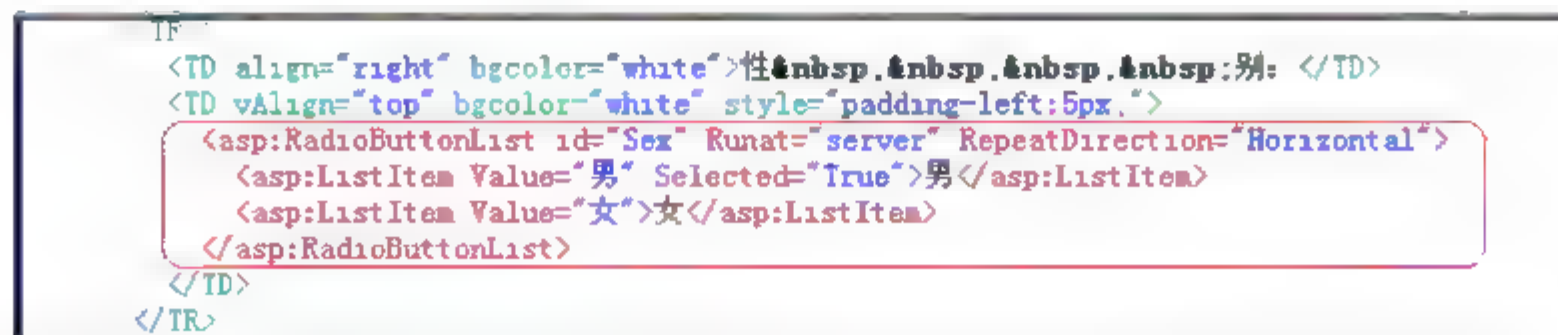 <TD align="right" bgcolor="white">性&nbsp;&nbsp;&nbsp;&nbsp;别: </TD>
<TD vAlign="top" bgcolor="white" style="padding-left:5px;">
<asp:RadioButtonList id="Sex" Runat="server" RepeatDirection="Horizontal">
<asp:ListItem Value="男" Selected="True">男</asp:ListItem>
<asp:ListItem Value="女">女</asp:ListItem>
</asp:RadioButtonList>
</TD>
</TR>